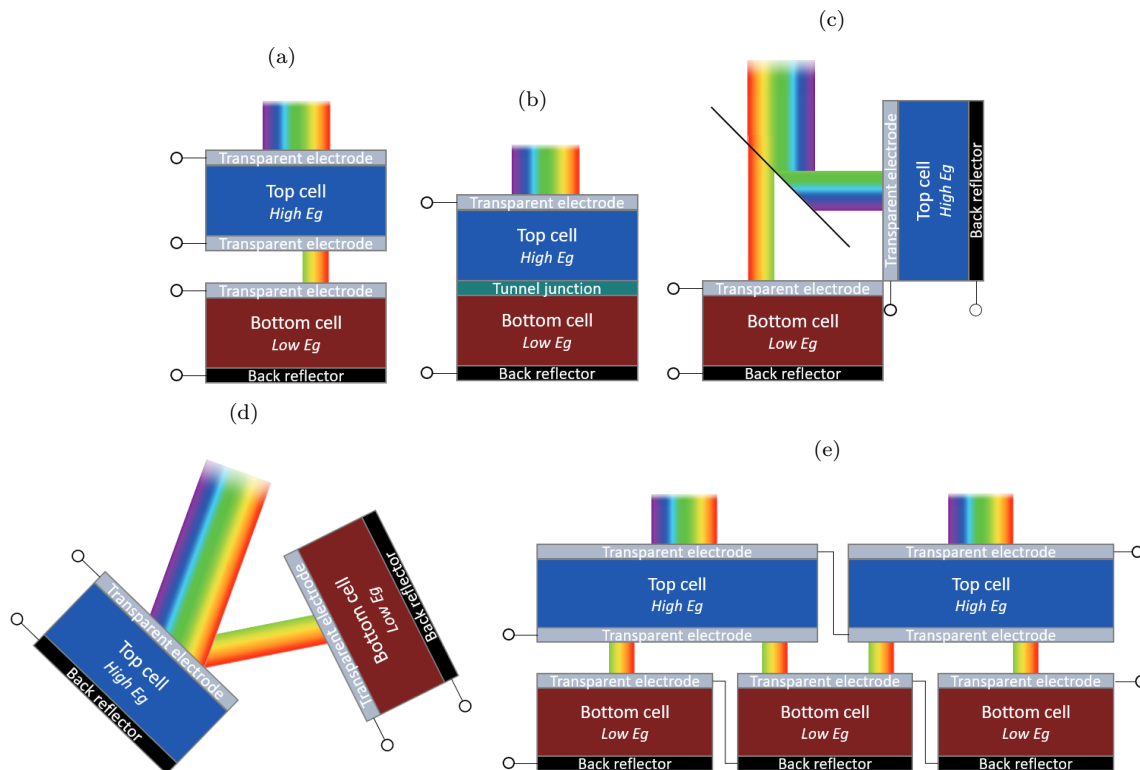 (a)
Transparent electrode
Top cell
High Eg
Transparent electrode
Transparent electrode
Bottom cell
Low Eg
Back reflector
(b)
Transparent electrode
Top cell
High Eg
Tunnel junction
Bottom cell
Low Eg
Back reflector
(c)
Transparent electrode
Top cell
High Eg
Back reflector
Transparent electrode
Bottom cell
Low Eg
Back reflector
(d)
Transparent electrode
Top cell
High Eg
Back reflector
Transparent electrode
Bottom cell
Low Eg
Back reflector
(e)
Transparent electrode
Top cell
High Eg
Transparent electrode
Transparent electrode
Top cell
High Eg
Transparent electrode
Transparent electrode
Bottom cell
Low Eg
Back reflector
Transparent electrode
Bottom cell
Low Eg
Back reflector
Transparent electrode
Bottom cell
Low Eg
Back reflector